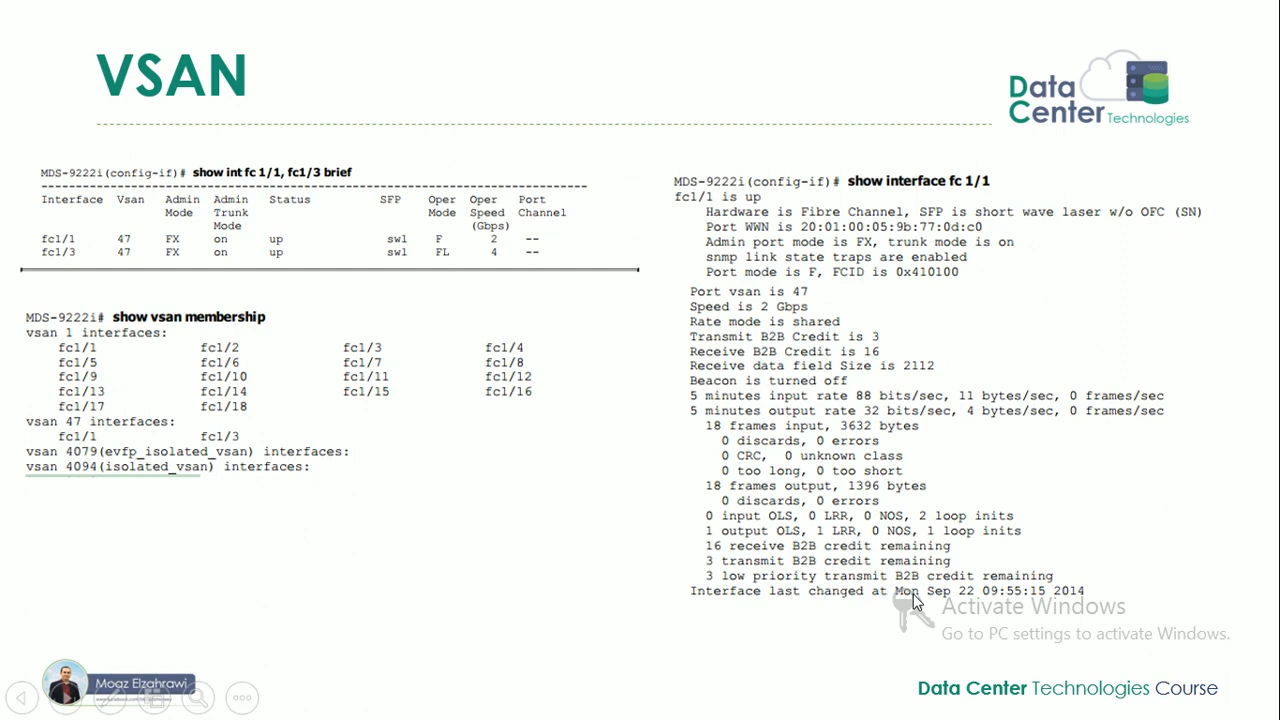 VSAN
Data
Center Technologies
MDS-9222i(config-if)# show int fc 1/1, fc1/3 brief
-------------------------------------------------------------------------------
Interface Vsan Admin Admin Status SFP Oper Oper Port
Mode Trunk Mode Speed Channel
Mode (Gbps)
fc1/1 47 FX on up swl F 2 --
fc1/3 47 FX on up swl FL 4 --
MDS-9222i# show vsan membership
vsan 1 interfaces:
fc1/1 fc1/2 fc1/3 fc1/4
fc1/5 fc1/6 fc1/7 fc1/8
fc1/9 fc1/10 fc1/11 fc1/12
fc1/13 fc1/14 fc1/15 fc1/16
fc1/17 fc1/18
vsan 47 interfaces:
fc1/1 fc1/3
vsan 4079(evfp_isolated_vsan) interfaces:
vsan 4094(isolated_vsan) interfaces:
MDS-9222i(config-if)# show interface fc 1/1
fc1/1 is up
Hardware is Fibre Channel, SFP is short wave laser w/o OFC (SN)
Port WWN is 20:01:00:05:9b:77:0d:c0
Admin port mode is FX, trunk mode is on
snmp link state traps are enabled
Port mode is F, FCID is 0x410100
Port vsan is 47
Speed is 2 Gbps
Rate mode is shared
Transmit B2B Credit is 3
Receive B2B Credit is 16
Receive data field Size is 2112
Beacon is turned off
5 minutes input rate 88 bits/sec, 11 bytes/sec, 0 frames/sec
5 minutes output rate 32 bits/sec, 4 bytes/sec, 0 frames/sec
18 frames input, 3632 bytes
0 discards, 0 errors
0 CRC, 0 unknown class
0 too long, 0 too short
18 frames output, 1396 bytes
0 discards, 0 errors
0 input OLS, 0 LRR, 0 NOS, 2 loop inits
1 output OLS, 1 LRR, 0 NOS, 1 loop inits
16 receive B2B credit remaining
3 transmit B2B credit remaining
3 low priority transmit B2B credit remaining
Interface last changed at Mon Sep 22 09:55:15 2014
Activate Windows
Go to PC settings to activate Windows.
Moaz Elzahrawi
Data Center Technologies Course